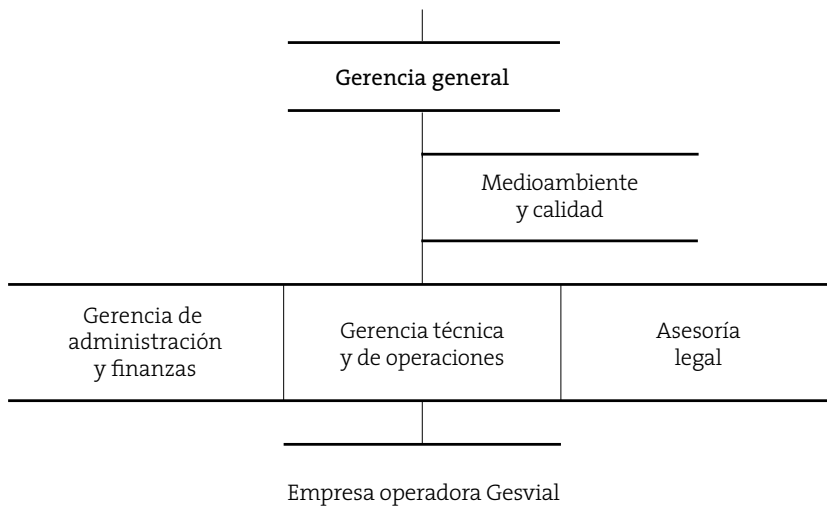 Gerencia general
Medioambiente
y calidad
Gerencia de
administración
y finanzas
Gerencia técnica
y de operaciones
Asesoría
legal
Empresa operadora Gesvial